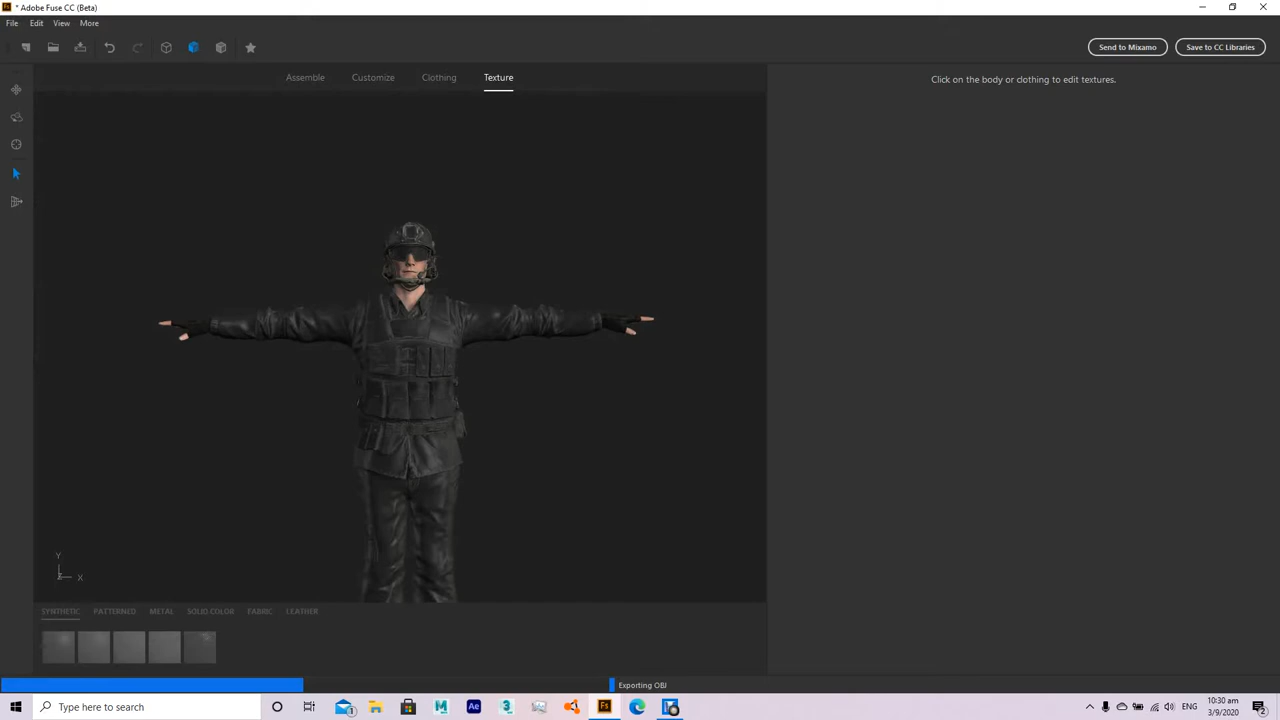 * Adobe Fuse CC (Beta)
File Edit View More
Send to Mixamo Save to CC Libraries
Assemble Customize Clothing Texture
Click on the body or clothing to edit textures.
Y
Z X
SYNTHETIC PATTERNED METAL SOLID COLOR FABRIC LEATHER
Exporting OBJ
Type here to search
10:30 am
ENG
3/9/2020